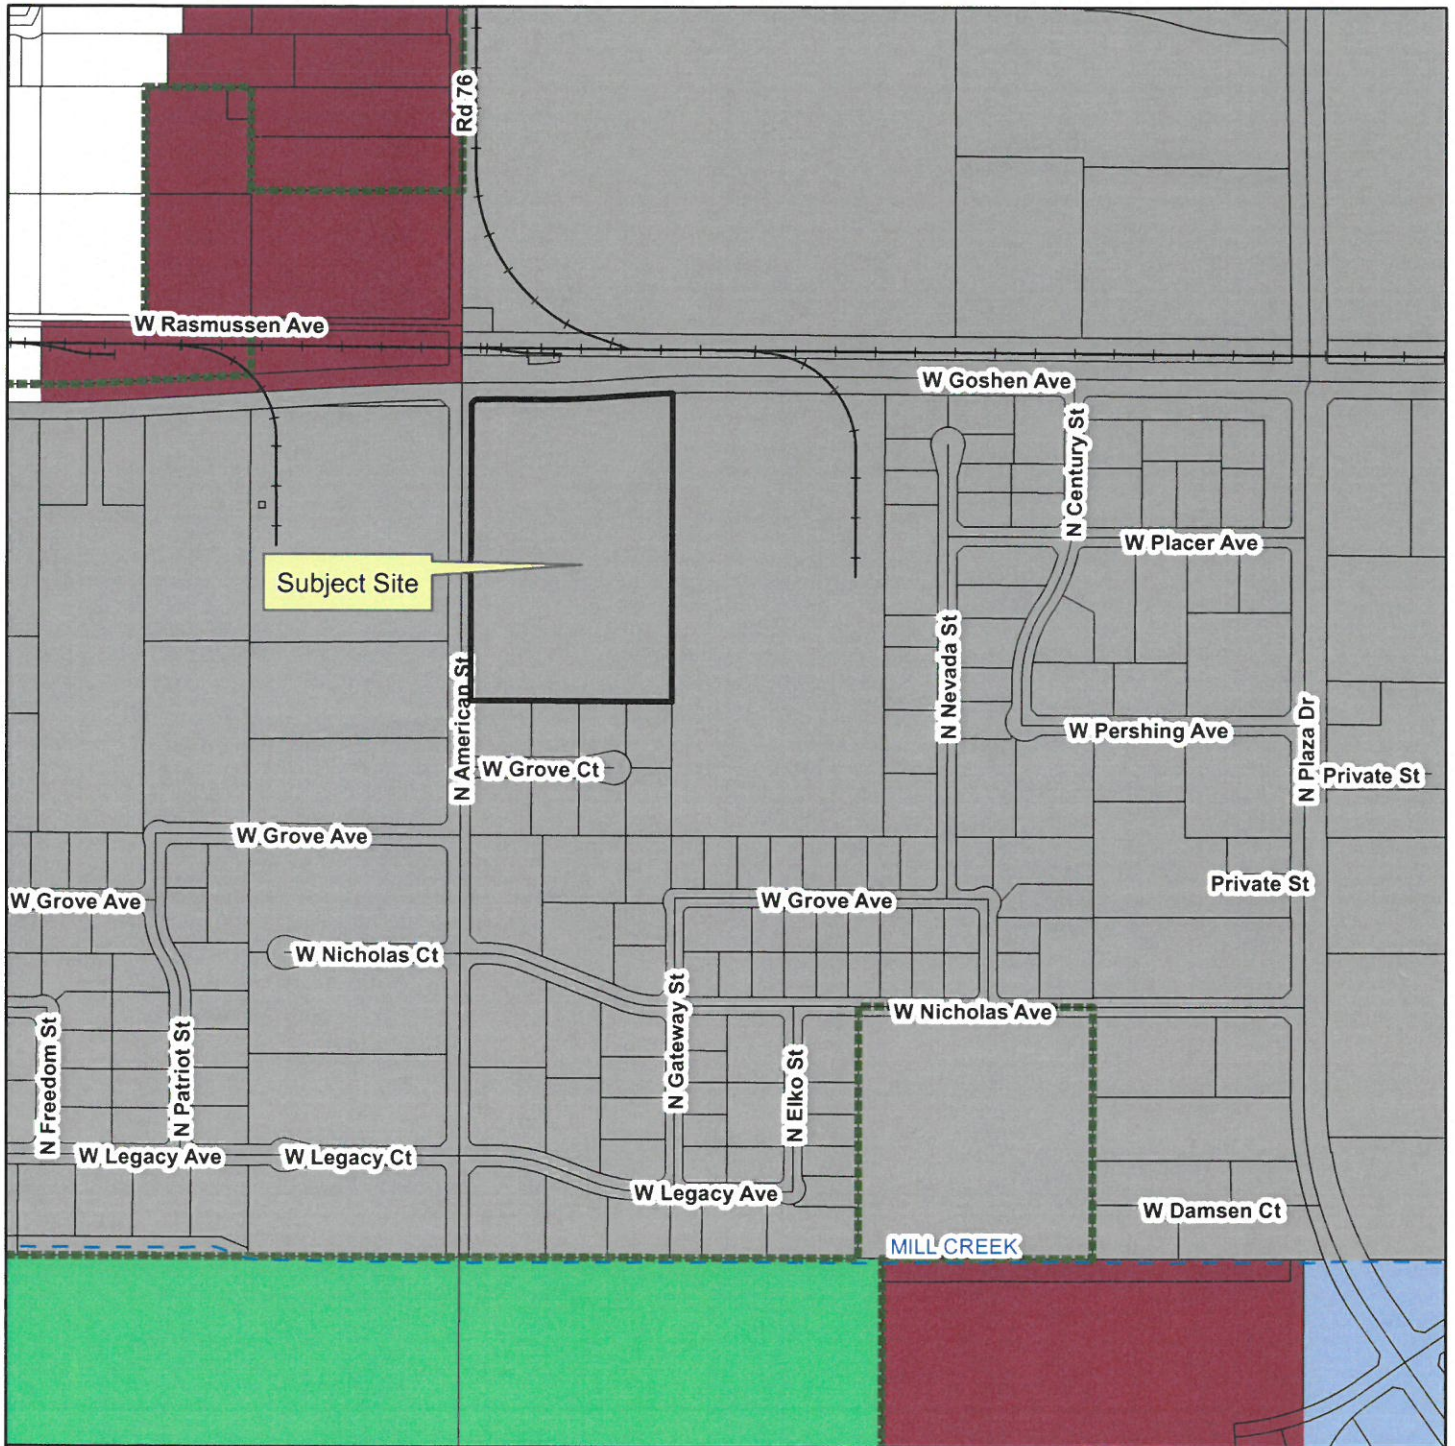 Rd 76
W Rasmussen Ave
W Goshen Ave
N Century St
W Placer Ave
Subject Site
N Nevada St
N American St
W Pershing Ave
N Plaza Dr
W Grove Ct
Private St
W Grove Ave
Private St
W Grove Ave
W Grove Ave
W Nicholas Ct
N Gateway St
W Nicholas Ave
N Freedom St
N Patriot St
N Elko St
W Legacy Ave
W Legacy Ct
W Legacy Ave
W Damsen Ct
MILL CREEK